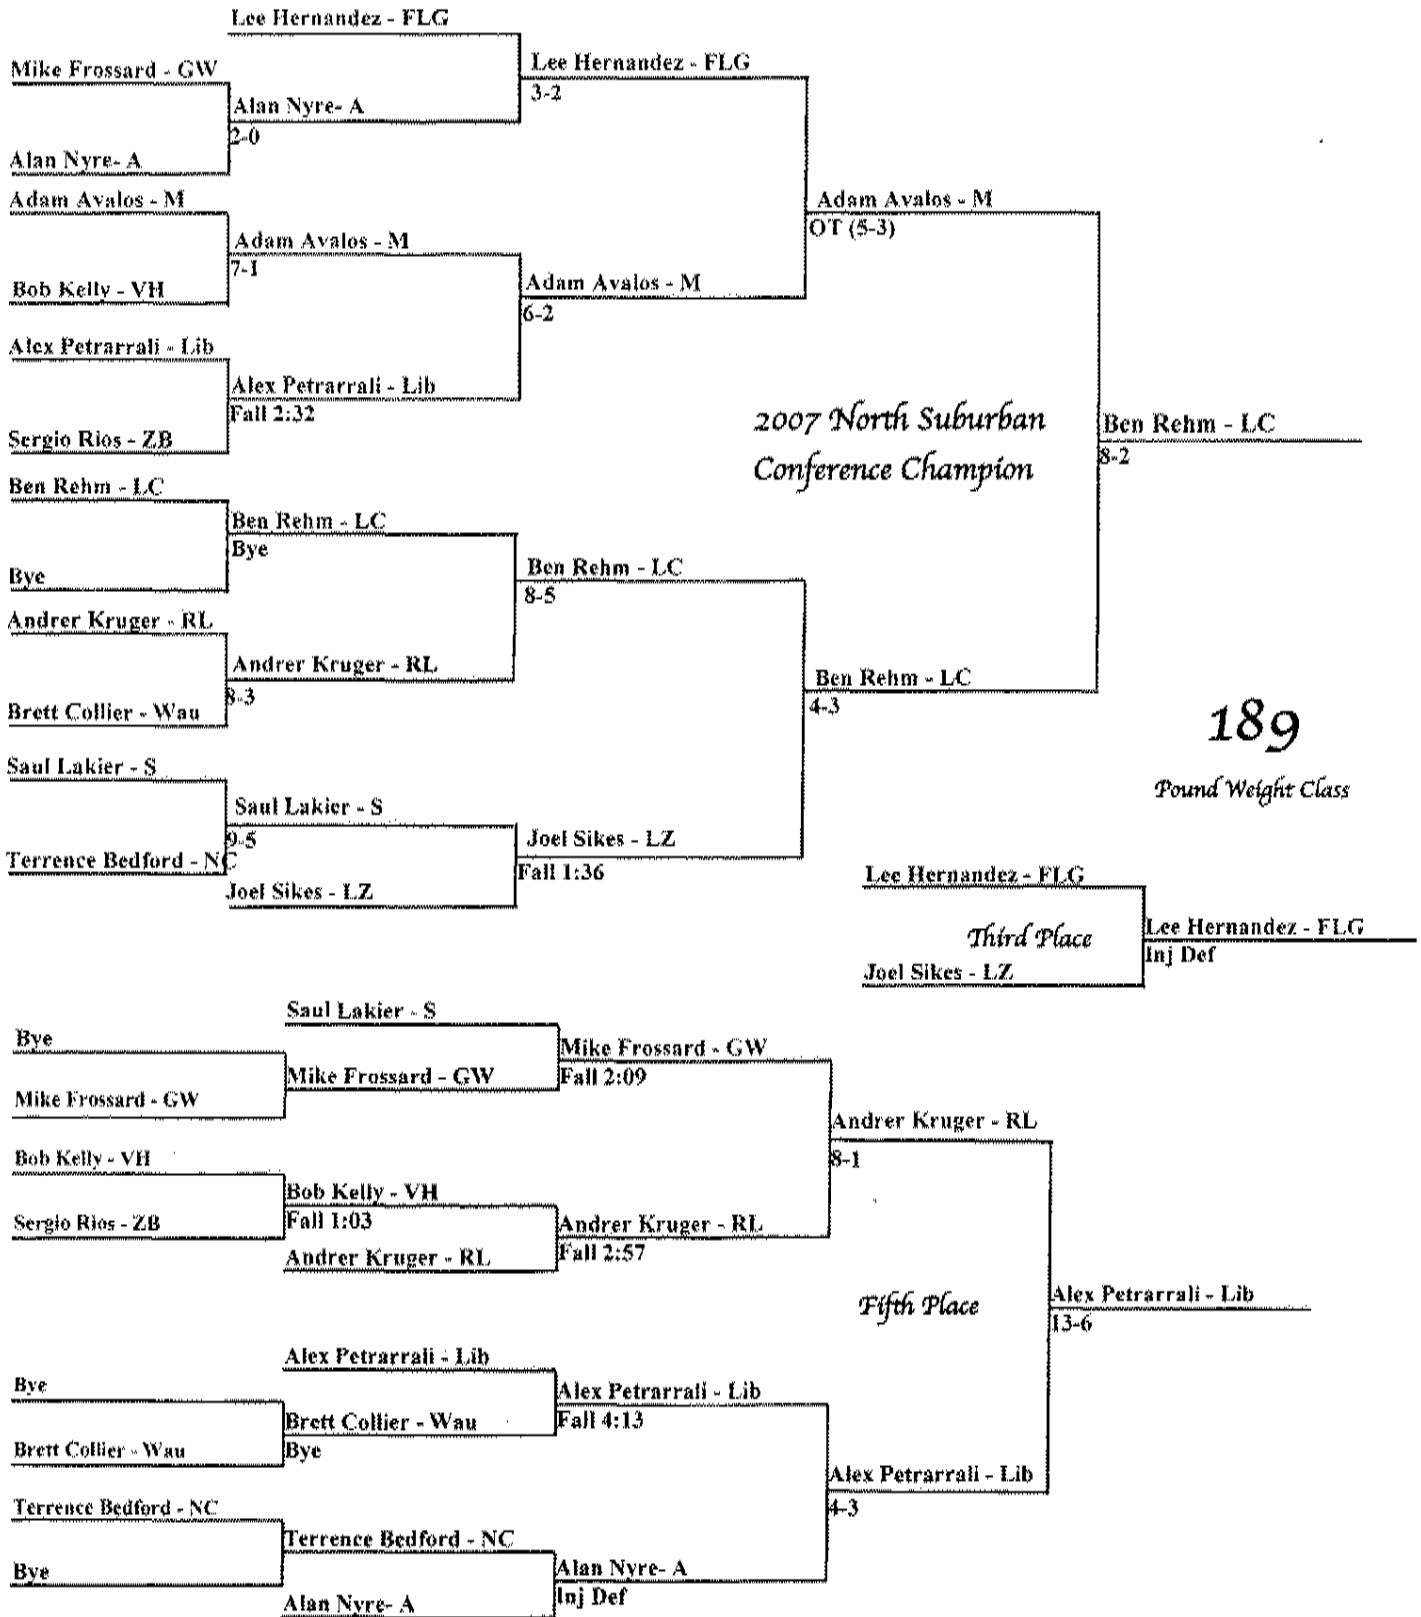 Lee Hernandez - FLG
Mike Frossard - GW
Lee Hernandez - FLG
3-2
Alan Nyre- A
2-0
Alan Nyre- A
Adam Avalos - M
Adam Avalos - M
OT (5-3)
Adam Avalos - M
7-1
Bob Kelly - VH
Adam Avalos - M
6-2
Alex Petrarrali - Lib
Alex Petrarrali - Lib
Fall 2:32
Sergio Rios - ZB
2007 North Suburban
Conference Champion
Ben Rehm - LC
8-2
Ben Rehm - LC
Ben Rehm - LC
Bye
Bye
Ben Rehm - LC
8-5
Andrer Kruger - RL
Andrer Kruger - RL
8-3
Brett Collier - Wau
Ben Rehm - LC
4-3
189
Pound Weight Class
Saul Lakier - S
Saul Lakier - S
9-5
Terrence Bedford - NC
Joel Sikes - LZ
Fall 1:36
Joel Sikes - LZ
Lee Hernandez - FLG
Third Place
Lee Hernandez - FLG
Inj Def
Joel Sikes - LZ
Saul Lakier - S
Bye
Mike Frossard - GW
Fall 2:09
Mike Frossard - GW
Mike Frossard - GW
Andrer Kruger - RL
8-1
Bob Kelly - VH
Bob Kelly - VH
Fall 1:03
Sergio Rios - ZB
Andrer Kruger - RL
Fall 2:57
Andrer Kruger - RL
Fifth Place
Alex Petrarrali - Lib
13-6
Alex Petrarrali - Lib
Bye
Alex Petrarrali - Lib
Fall 4:13
Brett Collier - Wau
Bye
Brett Collier - Wau
Alex Petrarrali - Lib
4-3
Terrence Bedford - NC
Terrence Bedford - NC
Bye
Alan Nyre- A
Inj Def
Alan Nyre- A